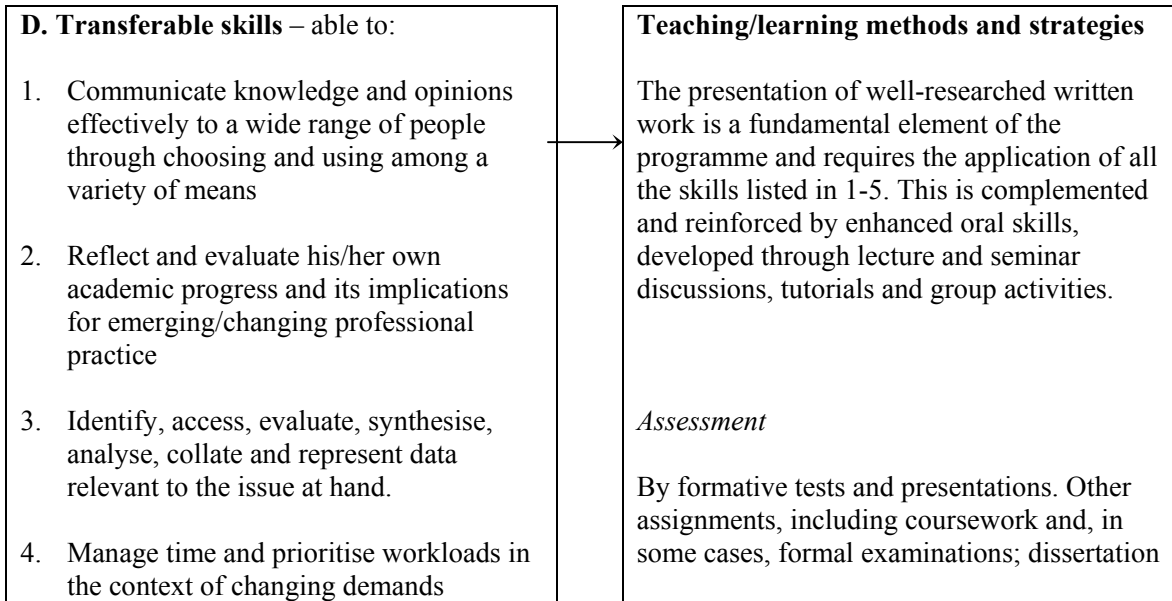 D. Transferable skills – able to:
1. Communicate knowledge and opinions
effectively to a wide range of people
through choosing and using among a
variety of means
2. Reflect and evaluate his/her own
academic progress and its implications
for emerging/changing professional
practice
3. Identify, access, evaluate, synthesise,
analyse, collate and represent data
relevant to the issue at hand.
4. Manage time and prioritise workloads in
the context of changing demands
Teaching/learning methods and strategies
The presentation of well-researched written
work is a fundamental element of the
programme and requires the application of all
the skills listed in 1-5. This is complemented
and reinforced by enhanced oral skills,
developed through lecture and seminar
discussions, tutorials and group activities.
Assessment
By formative tests and presentations. Other
assignments, including coursework and, in
some cases, formal examinations; dissertation